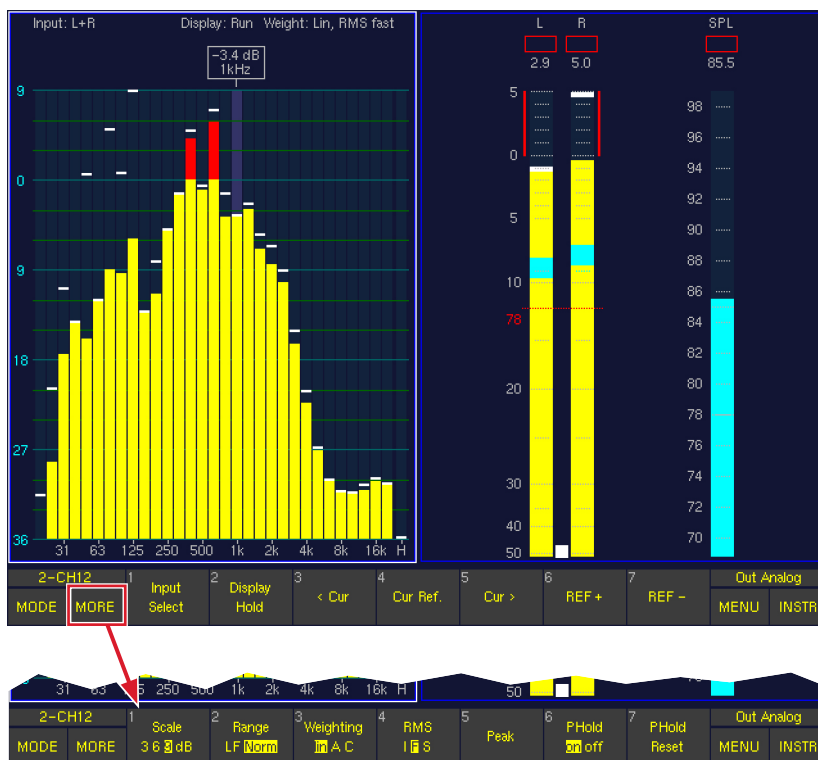 Input: L+R Display: Run Weight: Lin, RMS fast
−3.4 dB
1kHz
9
0
9
18
27
36
31 63 125 250 500 1k 2k 4k 8k 16k H
L R SPL
2.9 5.0 85.5
5
0
5
10
78
20
30
40
50
98
96
94
92
90
88
86
84
82
80
78
76
74
72
70
2-CH12
MODE MORE
1 Input
Select
2 Display
Hold
3 < Cur
4 Cur Ref.
5 Cur >
6 REF +
7 REF −
Out Analog
MENU INSTR
31 63 5 250 500 1k 2k 4k 8k 16k H
50
2-CH12
MODE MORE
1 Scale
3 6 9 dB
2 Range
LF Norm
3 Weighting
lin A C
4 RMS
I F S
5 Peak
6 PHold
on off
7 PHold
Reset
Out Analog
MENU INSTR